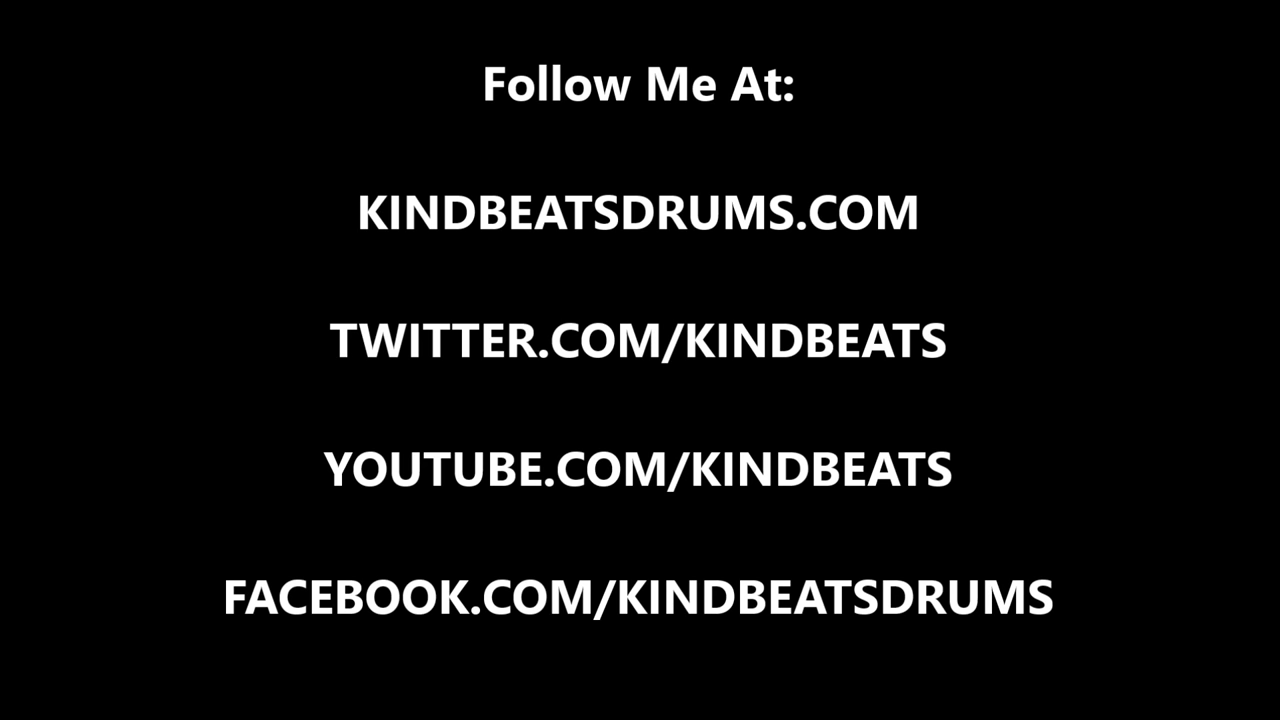 Follow Me At:
KINDBEATSDRUMS.COM
TWITTER.COM/KINDBEATS
YOUTUBE.COM/KINDBEATS
FACEBOOK.COM/KINDBEATSDRUMS